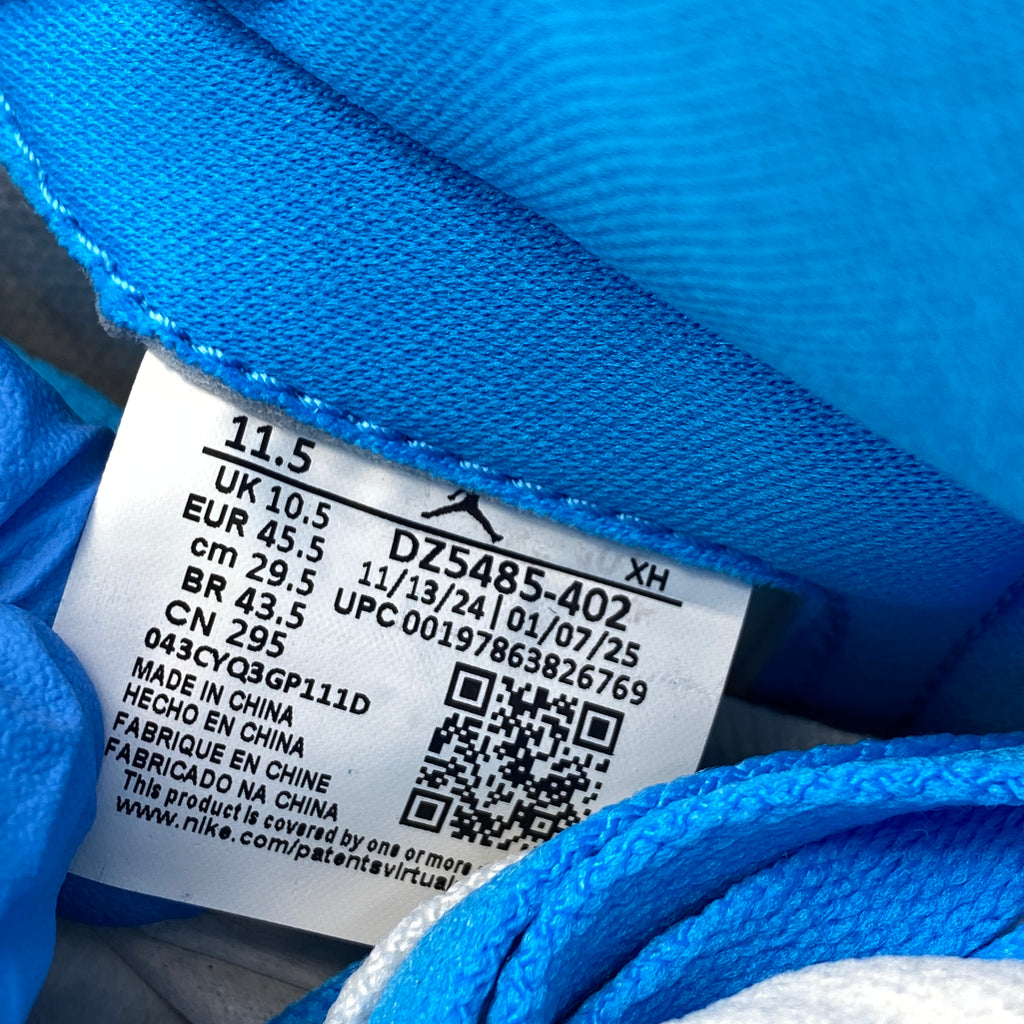 11.5
XH
UK 10.5
EUR 45.5
cm 29.5
BR 43.5
CN 295
DZ5485-402
11/13/24 | 01/07/25
UPC 00197863826769
043CYQ3GP111D
MADE IN CHINA
HECHO EN CHINA
FABRIQUE EN CHINE
FABRICADO NA CHINA
This product is covered by one or more
www.nike.com/patentsvirtual